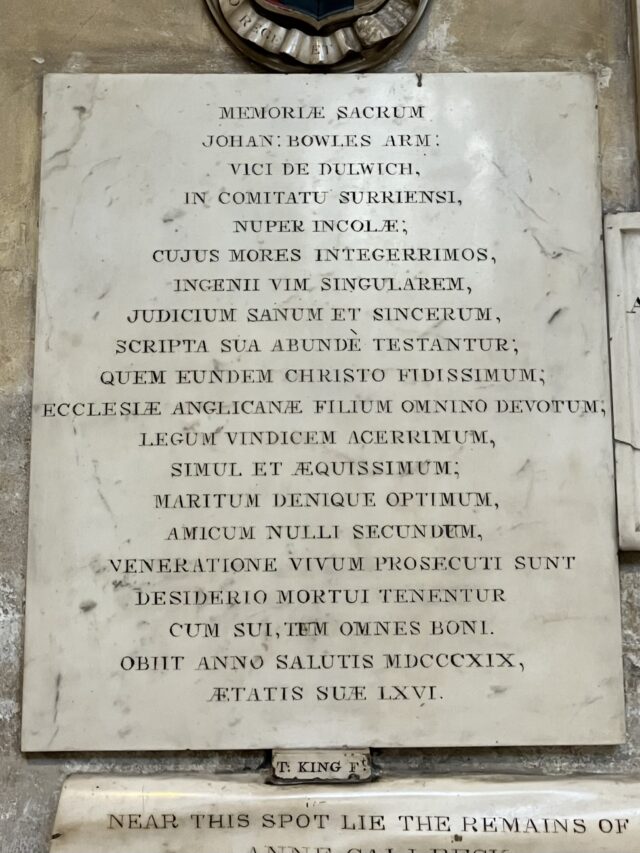 REGE ET
MEMORIÆ SACRUM
JOHAN: BOWLES ARM:
VICI DE DULWICH,
IN COMITATU SURRIENSI,
NUPER INCOLÆ;
CUJUS MORES INTEGERRIMOS,
INGENII VIM SINGULAREM,
JUDICIUM SANUM ET SINCERUM,
SCRIPTA SUA ABUNDÈ TESTANTUR;
QUEM EUNDEM CHRISTO FIDISSIMUM;
ECCLESIÆ ANGLICANÆ FILIUM OMNINO DEVOTUM,
LEGUM VINDICEM ACERRIMUM,
SIMUL ET ÆQUISSIMUM;
MARITUM DENIQUE OPTIMUM,
AMICUM NULLI SECUNDUM,
VENERATIONE VIVUM PROSECUTI SUNT
DESIDERIO MORTUI TENENTUR
CUM SUI, TUM OMNES BONI.
OBIIT ANNO SALUTIS MDCCCXIX,
ÆTATIS SUÆ LXVI.
T: KING Ft
NEAR THIS SPOT LIE THE REMAINS OF